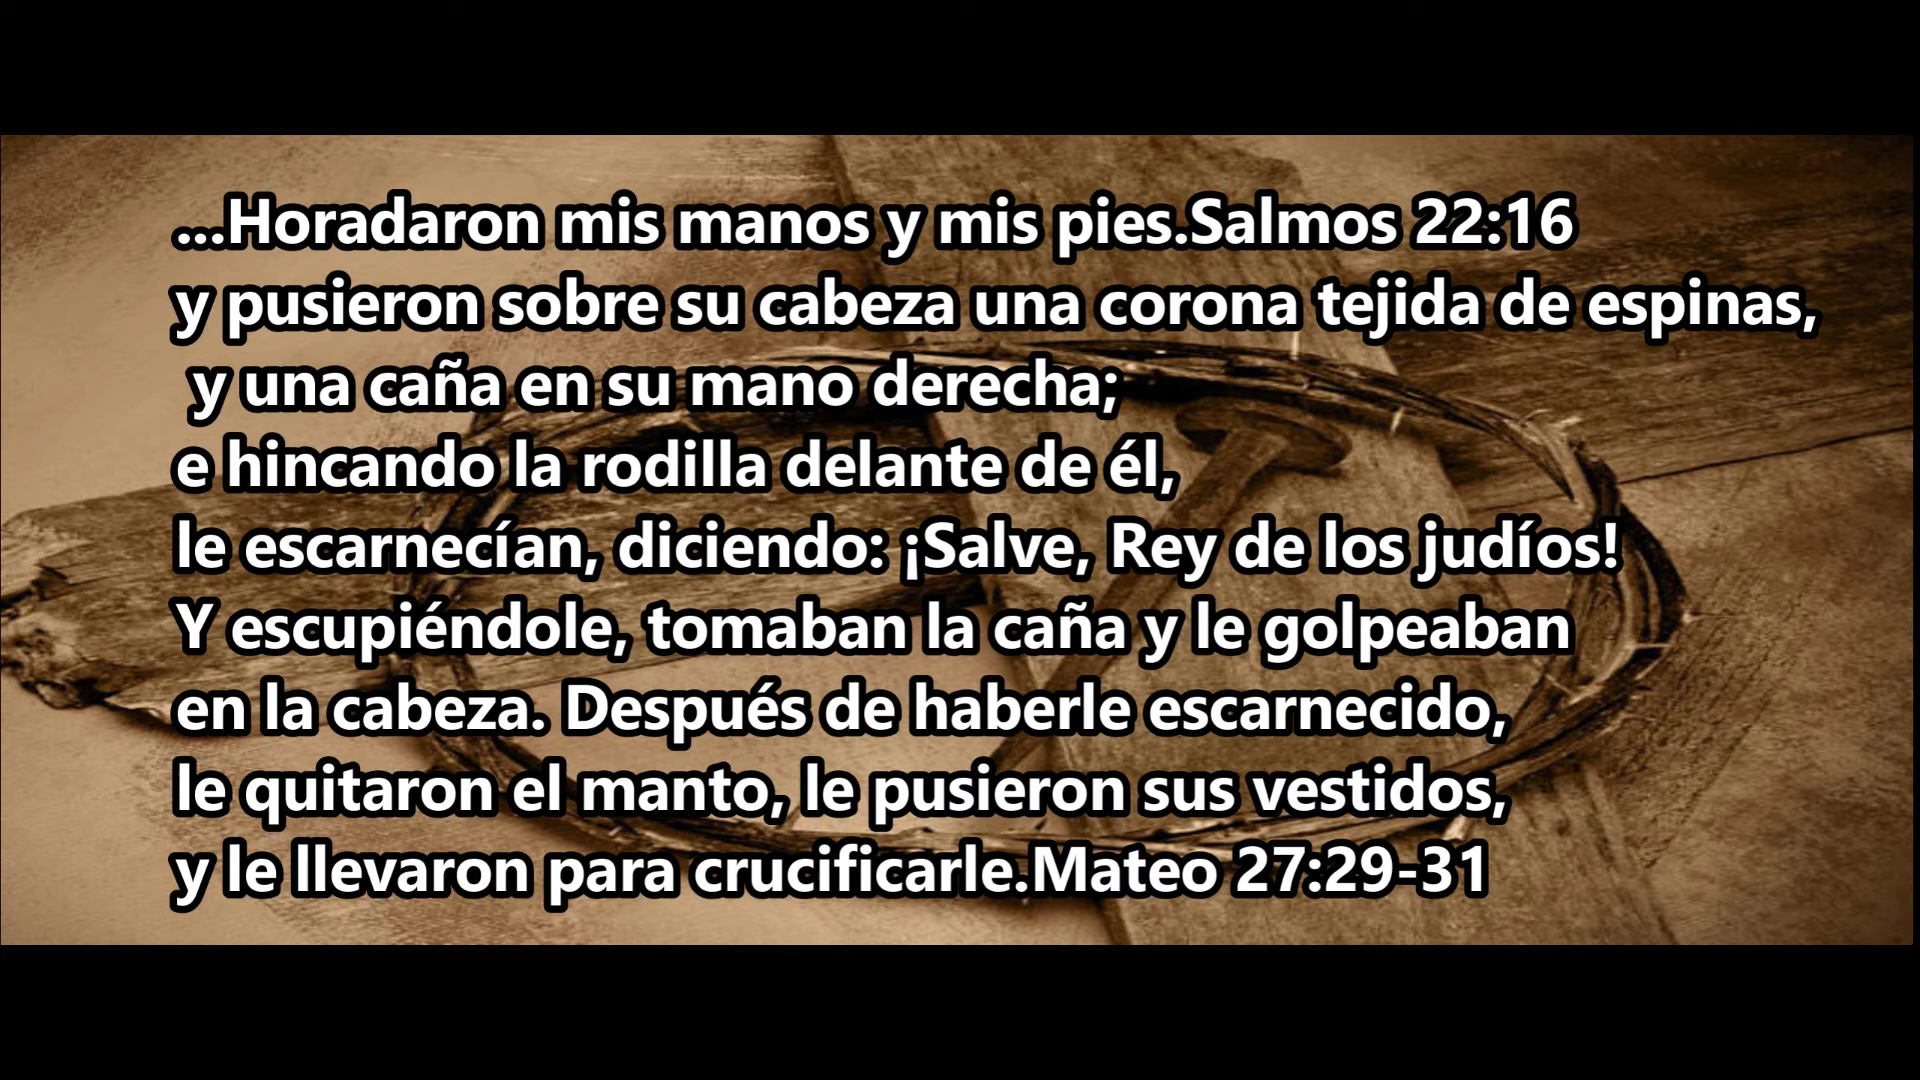 ...Horadaron mis manos y mis pies.Salmos 22:16
y pusieron sobre su cabeza una corona tejida de espinas,
y una caña en su mano derecha;
e hincando la rodilla delante de él,
le escarnecían, diciendo: ¡Salve, Rey de los judíos!
Y escupiéndole, tomaban la caña y le golpeaban
en la cabeza. Después de haberle escarnecido,
le quitaron el manto, le pusieron sus vestidos,
y le llevaron para crucificarle.Mateo 27:29-31